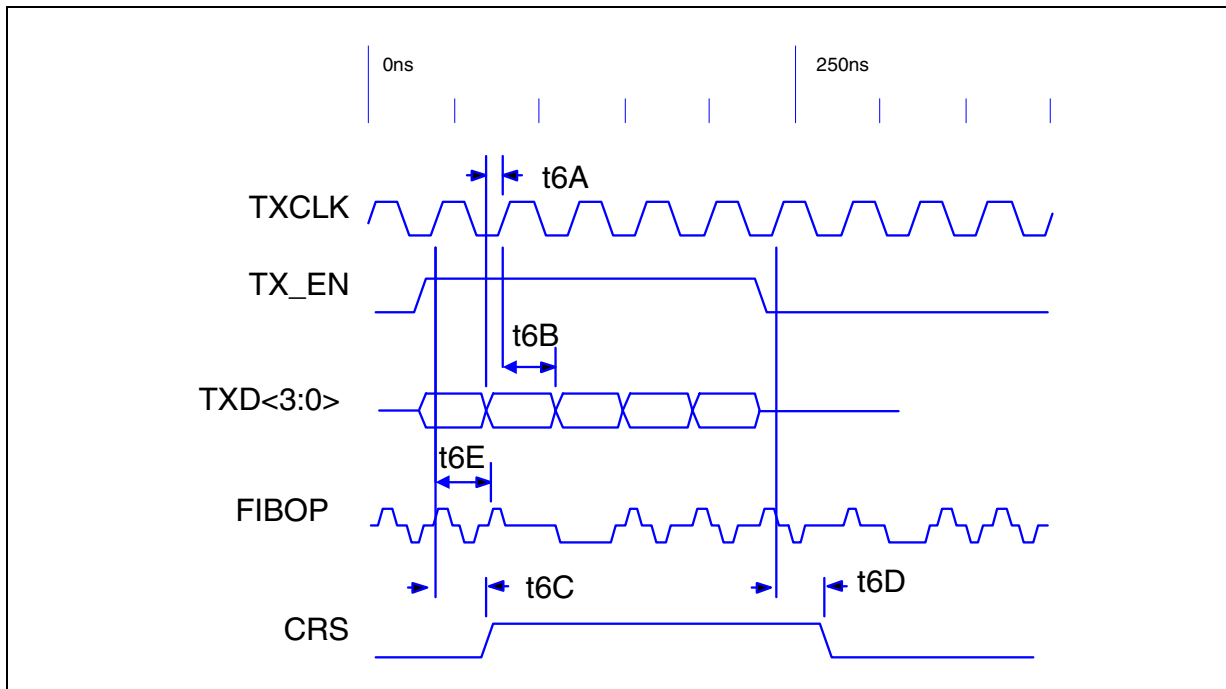 0ns
250ns
t6A
TXCLK
TX_EN
t6B
TXD<3:0>
t6E
FIBOP
t6C
t6D
CRS